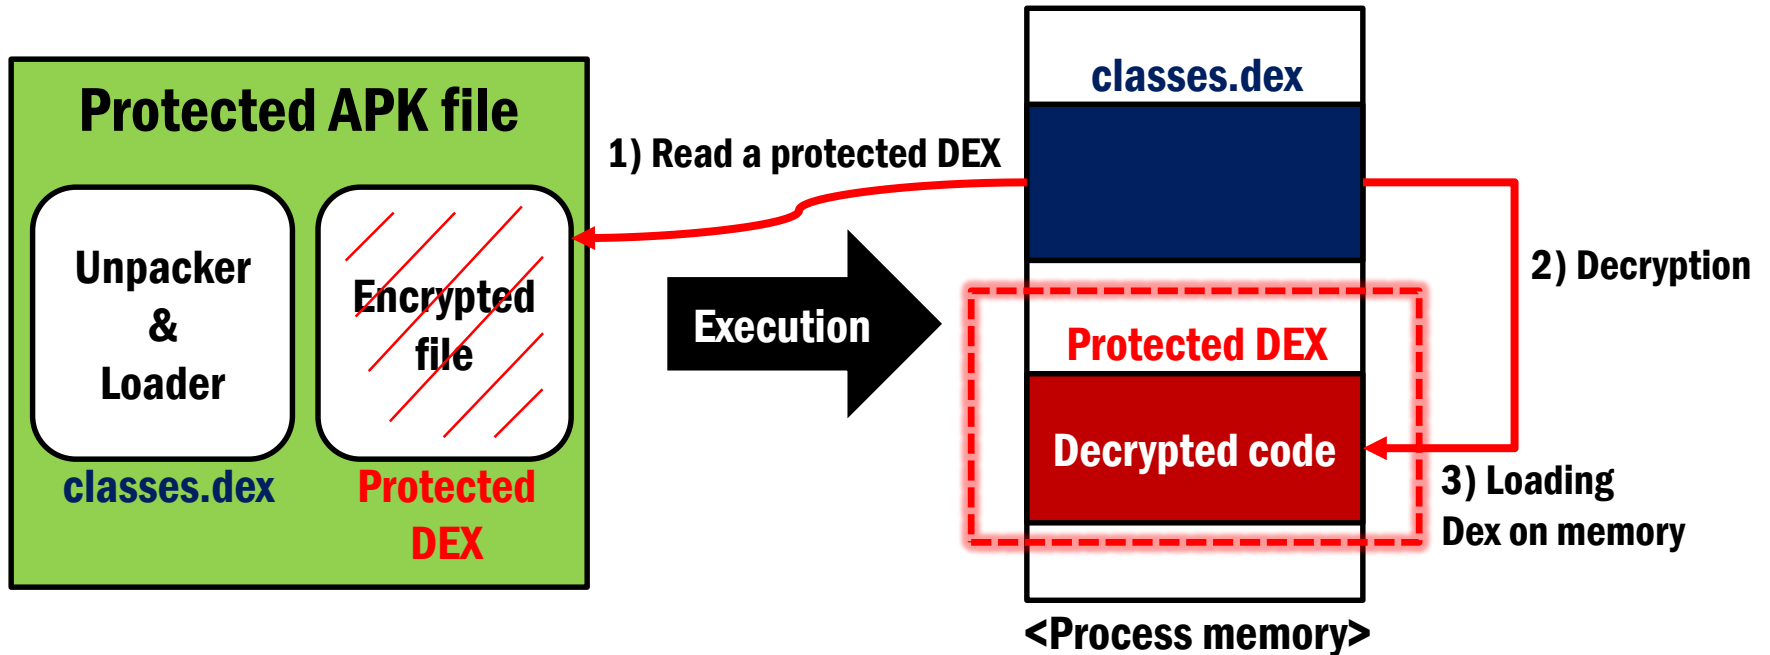 Protected APK file
Unpacker
&
Loader
classes.dex
Encrypted
file
Protected
DEX
1) Read a protected DEX
Execution
classes.dex
Protected DEX
Decrypted code
<Process memory>
2) Decryption
3) Loading
Dex on memory